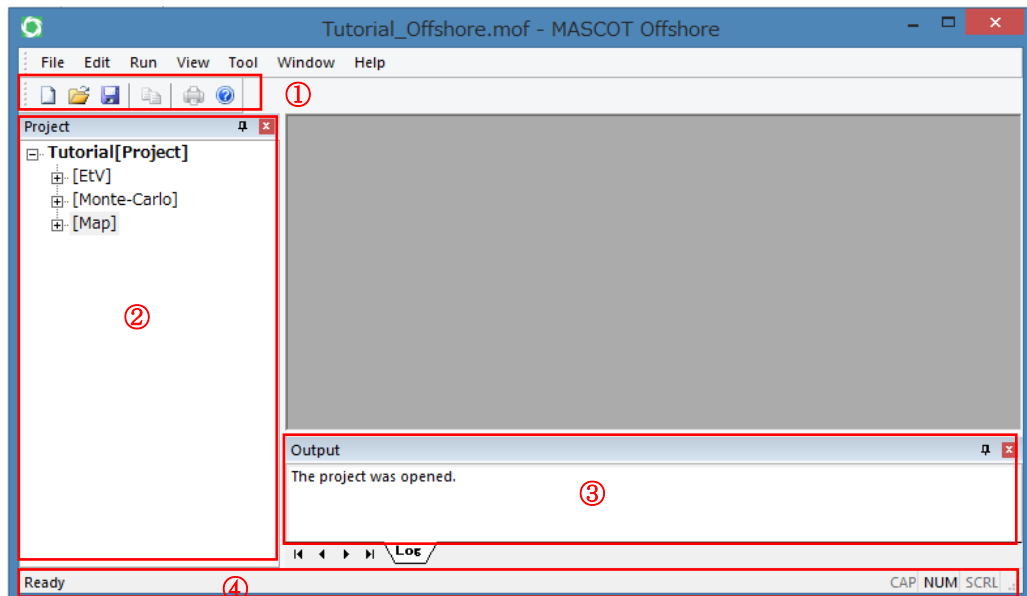 Tutorial_Offshore.mof - MASCOT Offshore
File Edit Run View Tool Window Help
①
Project
Tutorial[Project]
[EtV]
[Monte-Carlo]
[Map]
②
Output
The project was opened.
③
Log
Ready ④ CAP NUM SCRL